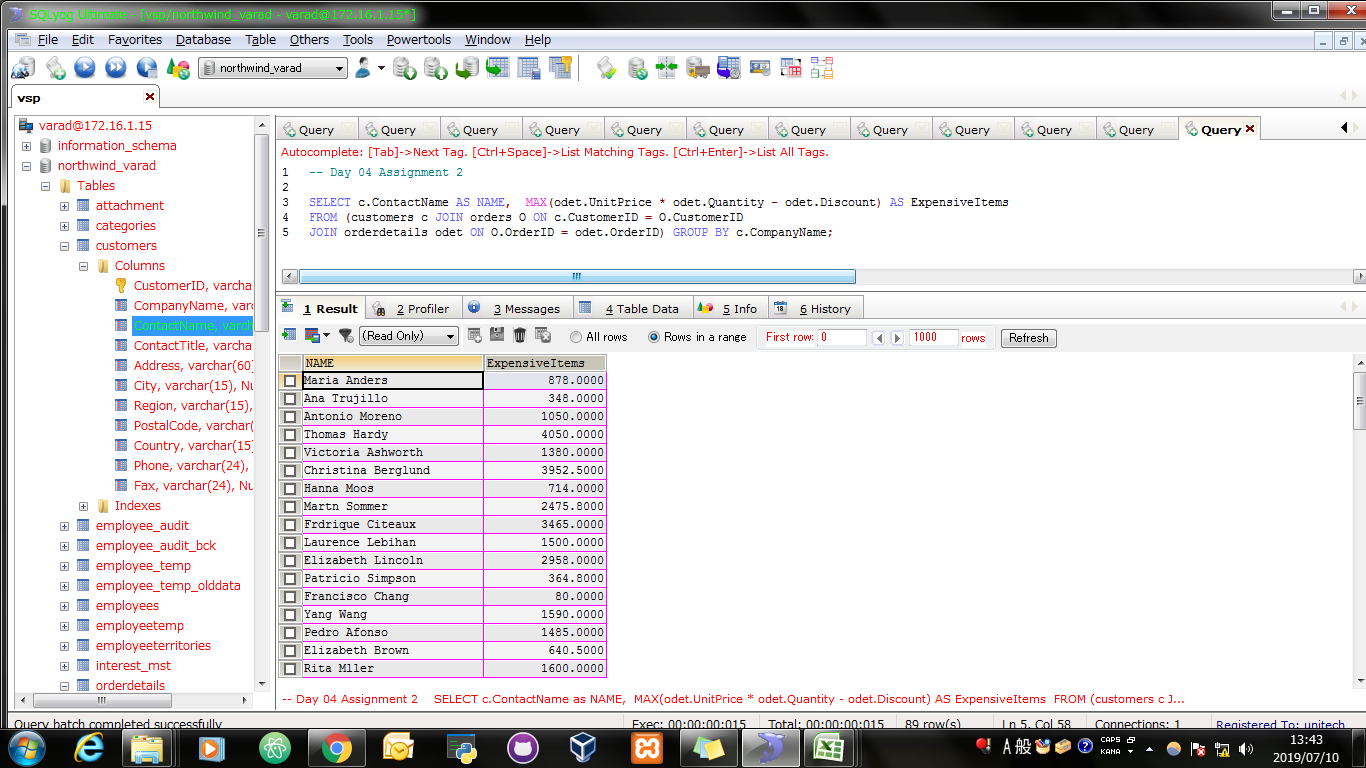 SQLyog Ultimate - [vsp/northwind_varad - varad@172.16.1.15*]
File Edit Favorites Database Table Others Tools Powertools Window Help
northwind_varad
vsp
varad@172.16.1.15
information_schema
northwind_varad
Tables
attachment
categories
customers
Columns
CustomerID, varcha
CompanyName, varc
ContactName, varch
ContactTitle, varcha
Address, varchar(60)
City, varchar(15), Nu
Region, varchar(15),
PostalCode, varchar(
Country, varchar(15)
Phone, varchar(24),
Fax, varchar(24), Nu
Indexes
employee_audit
employee_audit_bck
employee_temp
employee_temp_olddata
employees
employeetemp
employeeterritories
interest_mst
orderdetails
Query Query Query Query Query Query Query Query Query Query Query Query
Autocomplete: [Tab]->Next Tag. [Ctrl+Space]->List Matching Tags. [Ctrl+Enter]->List All Tags.
1 -- Day 04 Assignment 2
2
3 SELECT c.ContactName AS NAME, MAX(odet.UnitPrice * odet.Quantity - odet.Discount) AS ExpensiveItems
4 FROM (customers c JOIN orders O ON c.CustomerID = O.CustomerID
5 JOIN orderdetails odet ON O.OrderID = odet.OrderID) GROUP BY c.CompanyName;
1 Result 2 Profiler 3 Messages 4 Table Data 5 Info 6 History
(Read Only) All rows Rows in a range First row: 0 1000 rows Refresh
NAME ExpensiveItems
Maria Anders 878.0000
Ana Trujillo 348.0000
Antonio Moreno 1050.0000
Thomas Hardy 4050.0000
Victoria Ashworth 1380.0000
Christina Berglund 3952.5000
Hanna Moos 714.0000
Martn Sommer 2475.8000
Frdrique Citeaux 3465.0000
Laurence Lebihan 1500.0000
Elizabeth Lincoln 2958.0000
Patricio Simpson 364.8000
Francisco Chang 80.0000
Yang Wang 1590.0000
Pedro Afonso 1485.0000
Elizabeth Brown 640.5000
Rita Mller 1600.0000
-- Day 04 Assignment 2 SELECT c.ContactName as NAME, MAX(odet.UnitPrice * odet.Quantity - odet.Discount) AS ExpensiveItems FROM (customers c J...
Query batch completed successfully Exec: 00:00:00:015 Total: 00:00:00:015 89 row(s) Ln 5, Col 58 Connections: 1 Registered To: unitech
A 般 CAPS KANA 13:43
2019/07/10